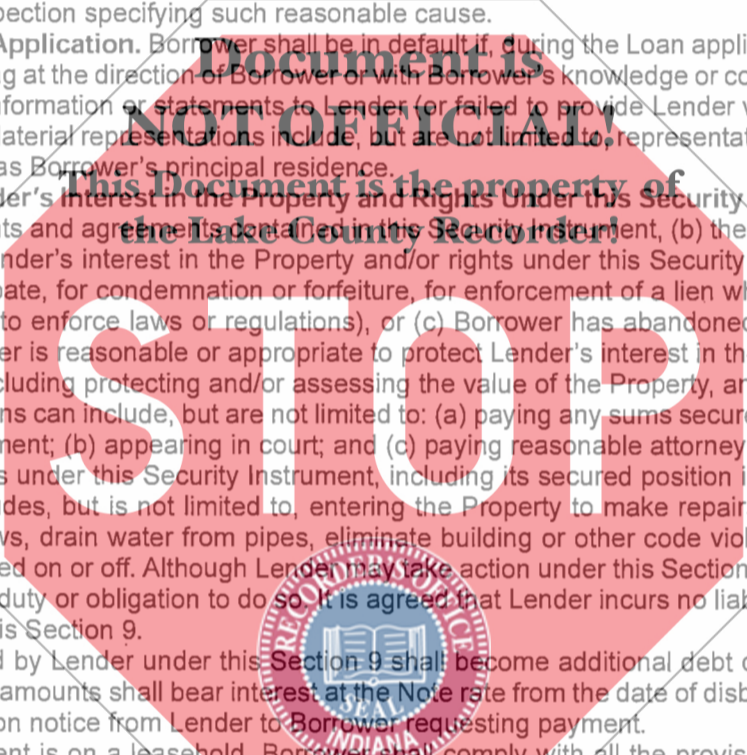 pection specifying such reasonable cause.
Application. Borrower shall be in default if, during the Loan appli
Document is
g at the direction of Borrower or with Borrower's knowledge or co
nformation or statements to Lender (or failed to provide Lender
NOT OFFICIAL!
aterial representations include, but are not limited to, representat
as Borrower's principal residence.
This Document is the property of
der's Interest in the Property and Rights Under this Security
the Lake County Recorder!
ts and agreements contained in this Security Instrument, (b) the
nder's interest in the Property and/or rights under this Security
ate, for condemnation or forfeiture, for enforcement of a lien wh
to enforce laws or regulations), or (c) Borrower has abandone
er is reasonable or appropriate to protect Lender's interest in th
cluding protecting and/or assessing the value of the Property, an
STOP
ns can include, but are not limited to: (a) paying any sums secur
nent; (b) appearing in court; and (c) paying reasonable attorney
s under this Security Instrument, including its secured position i
des, but is not limited to, entering the Property to make repair
ws, drain water from pipes, eliminate building or other code viol
ed on or off. Although Lender may take action under this Section
duty or obligation to do so. It is agreed that Lender incurs no liab
is Section 9.
RECORDER'S OFFICE
SEAL
INDIANA
d by Lender under this Section 9 shall become additional debt o
amounts shall bear interest at the Note rate from the date of disb
on notice from Lender to Borrower requesting payment.
ent is on a leasehold, Borrower shall comply with all the provis